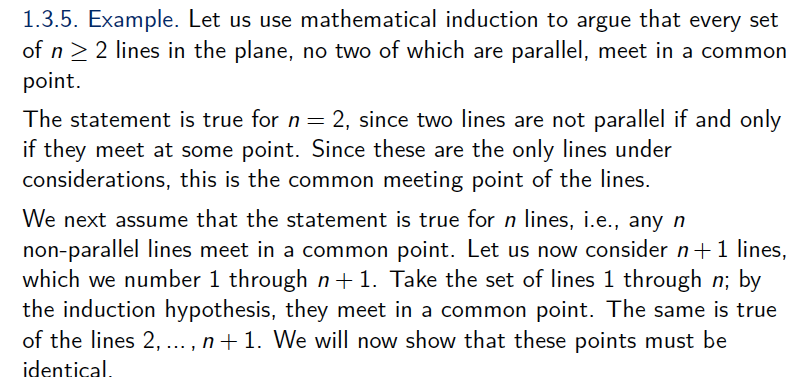 1.3.5. Example. Let us use mathematical induction to argue that every set
of n ≥ 2 lines in the plane, no two of which are parallel, meet in a common
point.
The statement is true for n = 2, since two lines are not parallel if and only
if they meet at some point. Since these are the only lines under
considerations, this is the common meeting point of the lines.
We next assume that the statement is true for n lines, i.e., any n
non-parallel lines meet in a common point. Let us now consider n + 1 lines,
which we number 1 through n + 1. Take the set of lines 1 through n; by
the induction hypothesis, they meet in a common point. The same is true
of the lines 2, ... , n + 1. We will now show that these points must be
identical.